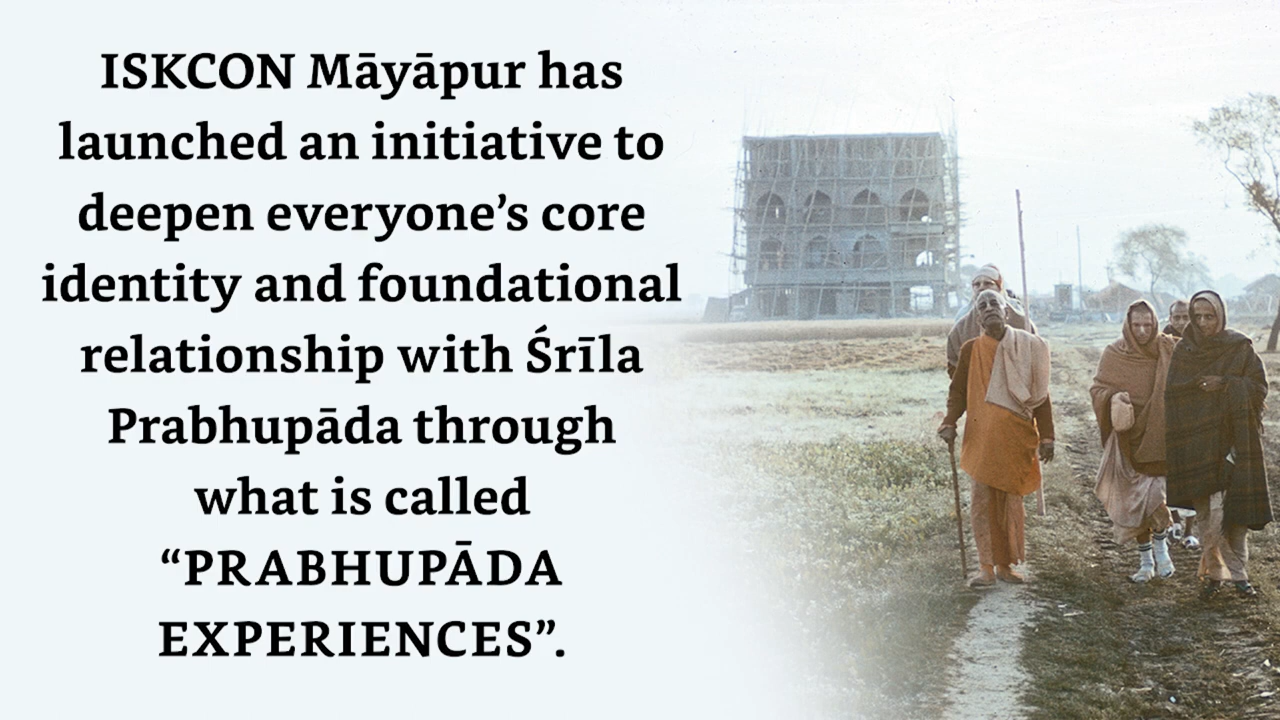 ISKCON Māyāpur has
launched an initiative to
deepen everyone’s core
identity and foundational
relationship with Śrīla
Prabhupāda through
what is called
“PRABHUPĀDA
EXPERIENCES”.